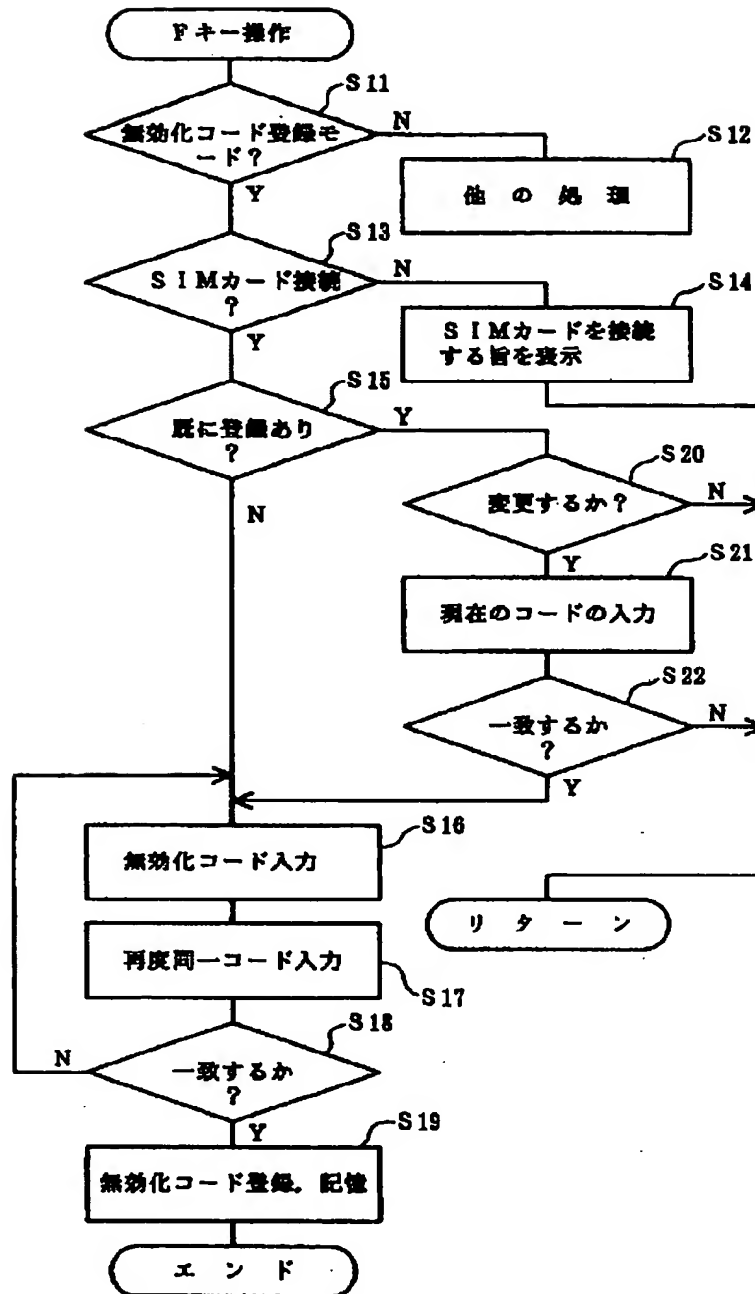 Fキー操作
S11
無効化コード登録モ
ード?
N
Y
S12
他の処理
S13
SIMカード接続
?
N
Y
S14
SIMカードを接続
する旨を表示
S15
既に登録あり
?
Y
N
S20
変更するか?
N
Y
S21
現在のコードの入力
S22
一致するか
?
N
Y
S16
無効化コード入力
リターン
再度同一コード入力
S17
S18
一致するか
?
N
Y
S19
無効化コード登録,記憶
エンド